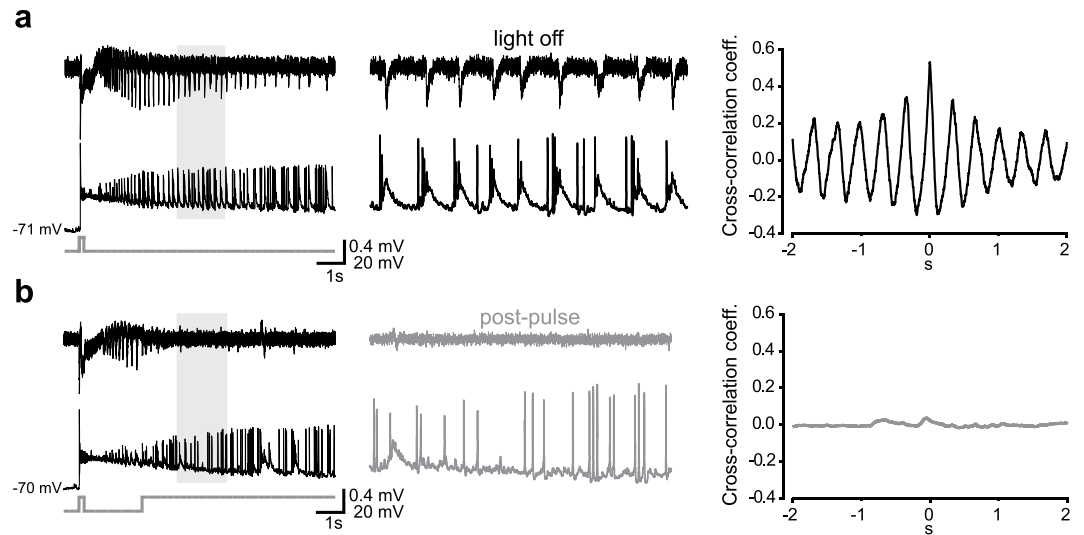 a
light off
-71 mV
0.4 mV
20 mV
1s
Cross-correlation coeff.
0.6
0.4
0.2
0.0
-0.2
-0.4
-2
-1
0
1
2
s
b
post-pulse
-70 mV
0.4 mV
20 mV
1s
Cross-correlation coeff.
0.6
0.4
0.2
0.0
-0.2
-0.4
-2
-1
0
1
2
s